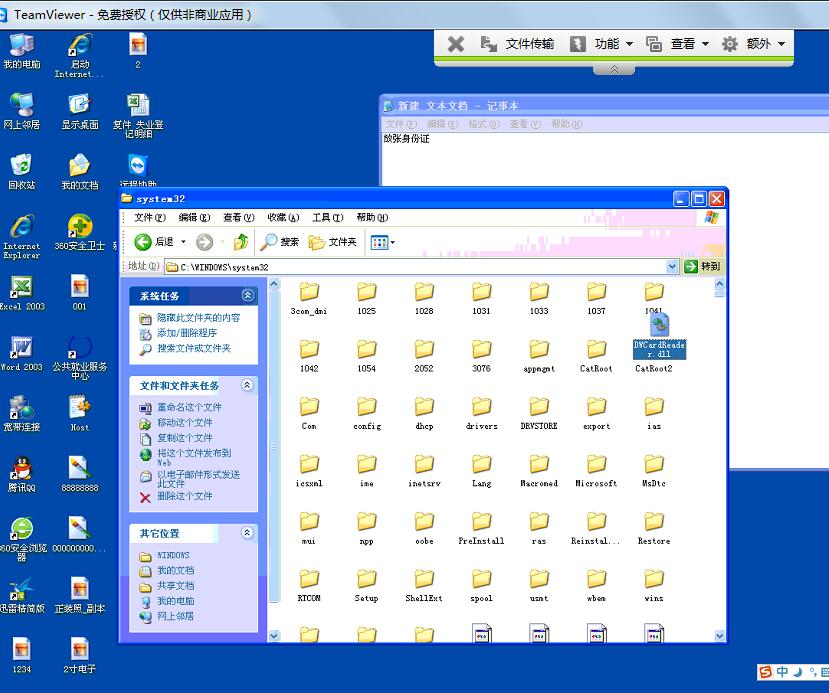 TeamViewer - 免费授权（仅供非商业应用）
文件传输 功能 查看 额外
我的电脑
启动 Internet...
2
网上邻居
显示桌面
复件 失业登记明细
回收站
我的文档
远程协助
Internet Explorer
360安全卫士
Excel 2003
001
Word 2003
公共就业服务中心
宽带连接
Host
腾讯QQ
88888888
360安全浏览器
000000000...
迅雷精简版
正装照_副本
1234
2寸电子
新建 文本文档 - 记事本
文件(F) 编辑(E) 格式(O) 查看(V) 帮助(H)
放张身份证
system32
文件(F) 编辑(E) 查看(V) 收藏(A) 工具(T) 帮助(H)
后退 搜索 文件夹
地址(D) C:\WINDOWS\system32 转到
系统任务
隐藏此文件夹的内容
添加/删除程序
搜索文件或文件夹
文件和文件夹任务
重命名这个文件
移动这个文件
复制这个文件
将这个文件发布到 Web
以电子邮件形式发送此文件
删除这个文件
其它位置
WINDOWS
我的文档
共享文档
我的电脑
网上邻居
3com_dmi 1025 1028 1031 1033 1037 1041
DWCardReader.dll
1042 1054 2052 3076 appmgmt CatRoot CatRoot2
Com config dhcp drivers DRVSTORE export ias
icsxml ime inetsrv Lang Macromed Microsoft MsDtc
mui npp oobe PreInstall ras Reinstal... Restore
RTCOM Setup ShellExt spool usmt wbem wins
中